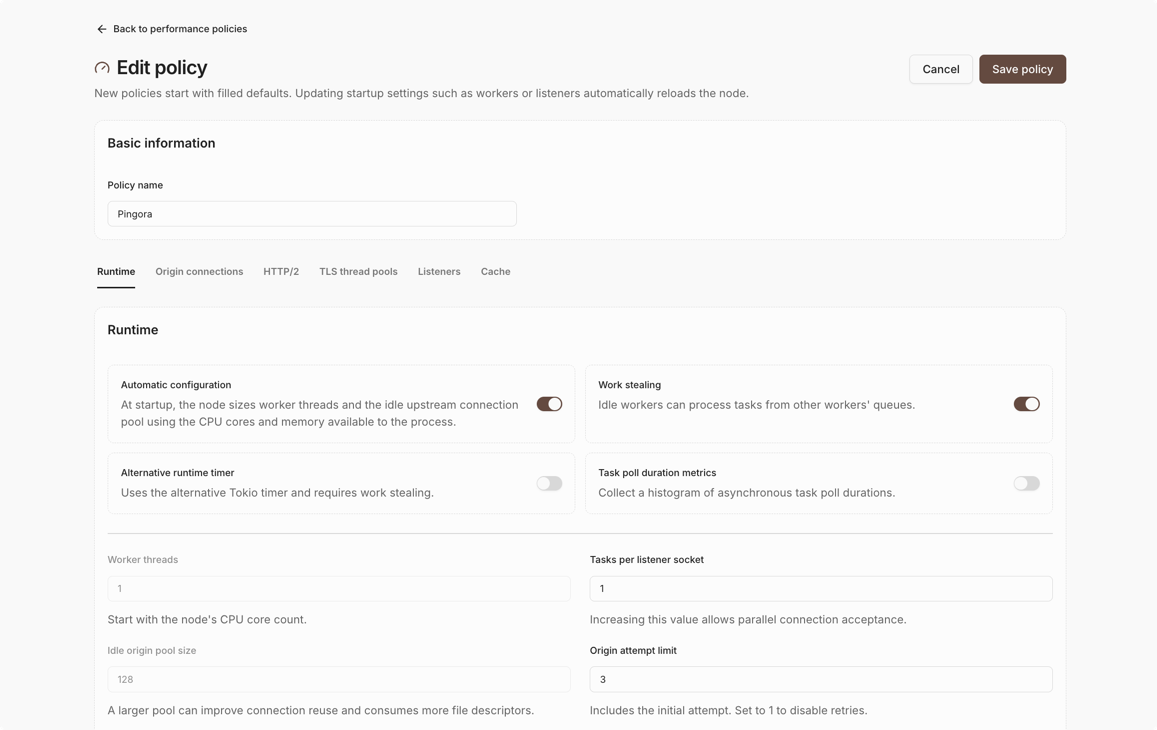 Back to performance policies
Edit policy
Cancel
Save policy
New policies start with filled defaults. Updating startup settings such as workers or listeners automatically reloads the node.
Basic information
Policy name
Pingora
Runtime
Origin connections
HTTP/2
TLS thread pools
Listeners
Cache
Runtime
Automatic configuration
At startup, the node sizes worker threads and the idle upstream connection
pool using the CPU cores and memory available to the process.
Work stealing
Idle workers can process tasks from other workers' queues.
Alternative runtime timer
Uses the alternative Tokio timer and requires work stealing.
Task poll duration metrics
Collect a histogram of asynchronous task poll durations.
Worker threads
1
Start with the node's CPU core count.
Tasks per listener socket
1
Increasing this value allows parallel connection acceptance.
Idle origin pool size
128
A larger pool can improve connection reuse and consumes more file descriptors.
Origin attempt limit
3
Includes the initial attempt. Set to 1 to disable retries.